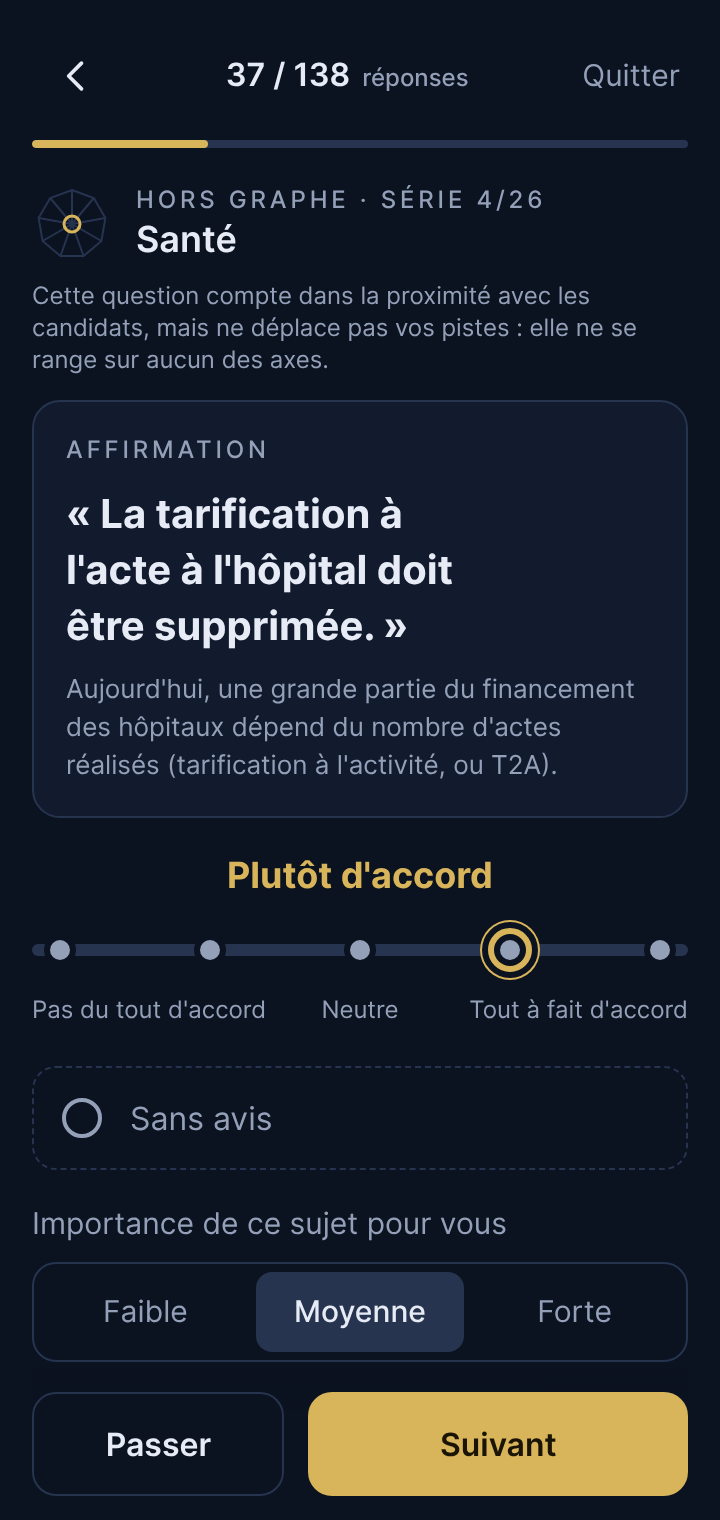 37 / 138 réponses
Quitter
HORS GRAPHE · SÉRIE 4/26
Santé
Cette question compte dans la proximité avec les
candidats, mais ne déplace pas vos pistes : elle ne se
range sur aucun des axes.
AFFIRMATION
« La tarification à
l'acte à l'hôpital doit
être supprimée. »
Aujourd'hui, une grande partie du financement
des hôpitaux dépend du nombre d'actes
réalisés (tarification à l'activité, ou T2A).
Plutôt d'accord
Pas du tout d'accord
Neutre
Tout à fait d'accord
Sans avis
Importance de ce sujet pour vous
Faible
Moyenne
Forte
Passer
Suivant